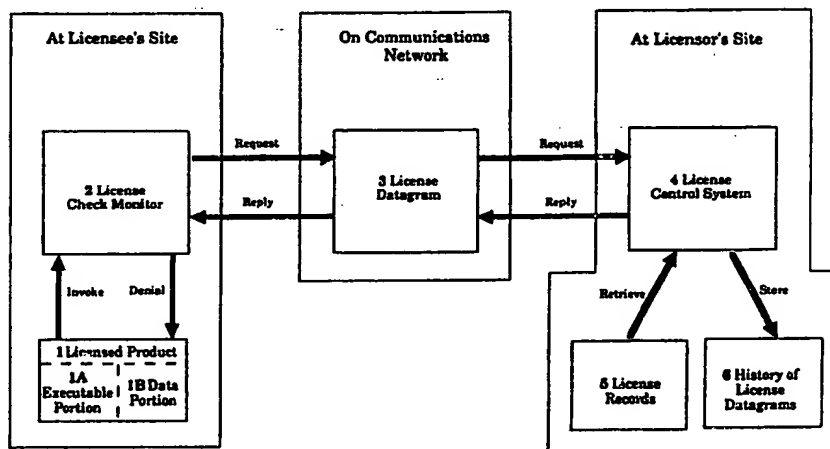 At Licensee's Site
On Communications
Network
At Licensor's Site
Request
Request
2 License
Check Monitor
3 License
Datagram
4 License
Control System
Reply
Reply
Invoke
Denial
Retrieve
Store
1 Licensed Product
1A
Executable
Portion
1B Data
Portion
5 License
Records
6 History of
License
Datagrams